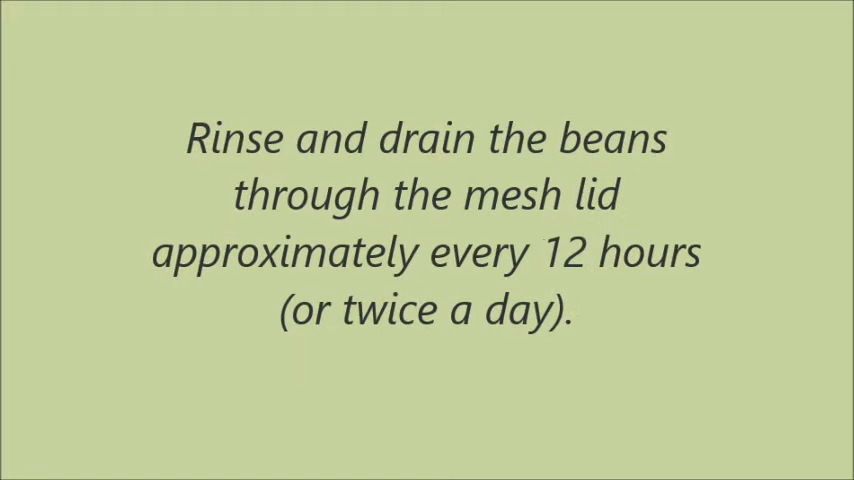 Rinse and drain the beans
through the mesh lid
approximately every 12 hours
(or twice a day).